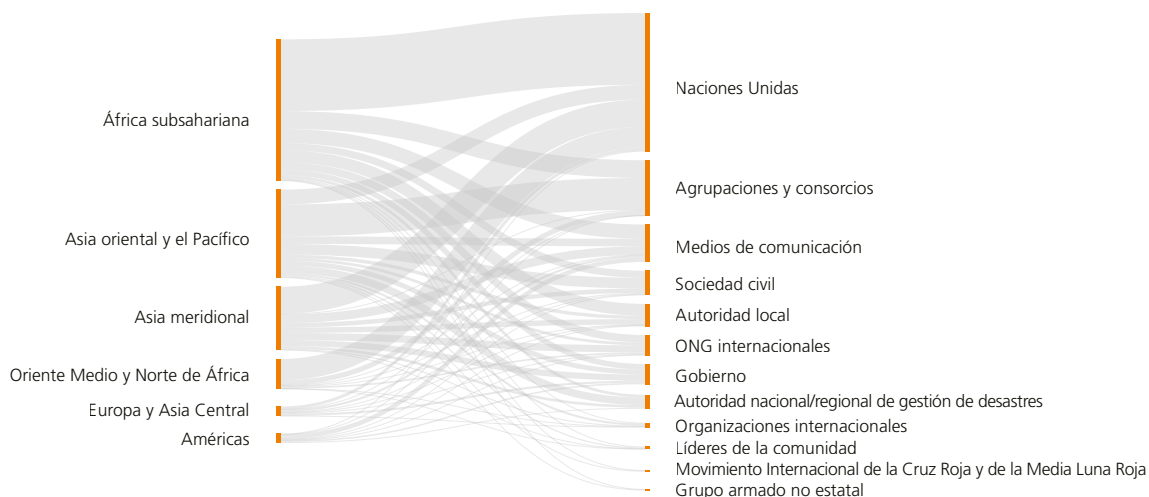 África subsahariana
Asia oriental y el Pacífico
Asia meridional
Oriente Medio y Norte de África
Europa y Asia Central
Américas
Naciones Unidas
Agrupaciones y consorcios
Medios de comunicación
Sociedad civil
Autoridad local
ONG internacionales
Gobierno
Autoridad nacional/regional de gestión de desastres
Organizaciones internacionales
Líderes de la comunidad
Movimiento Internacional de la Cruz Roja y de la Media Luna Roja
Grupo armado no estatal